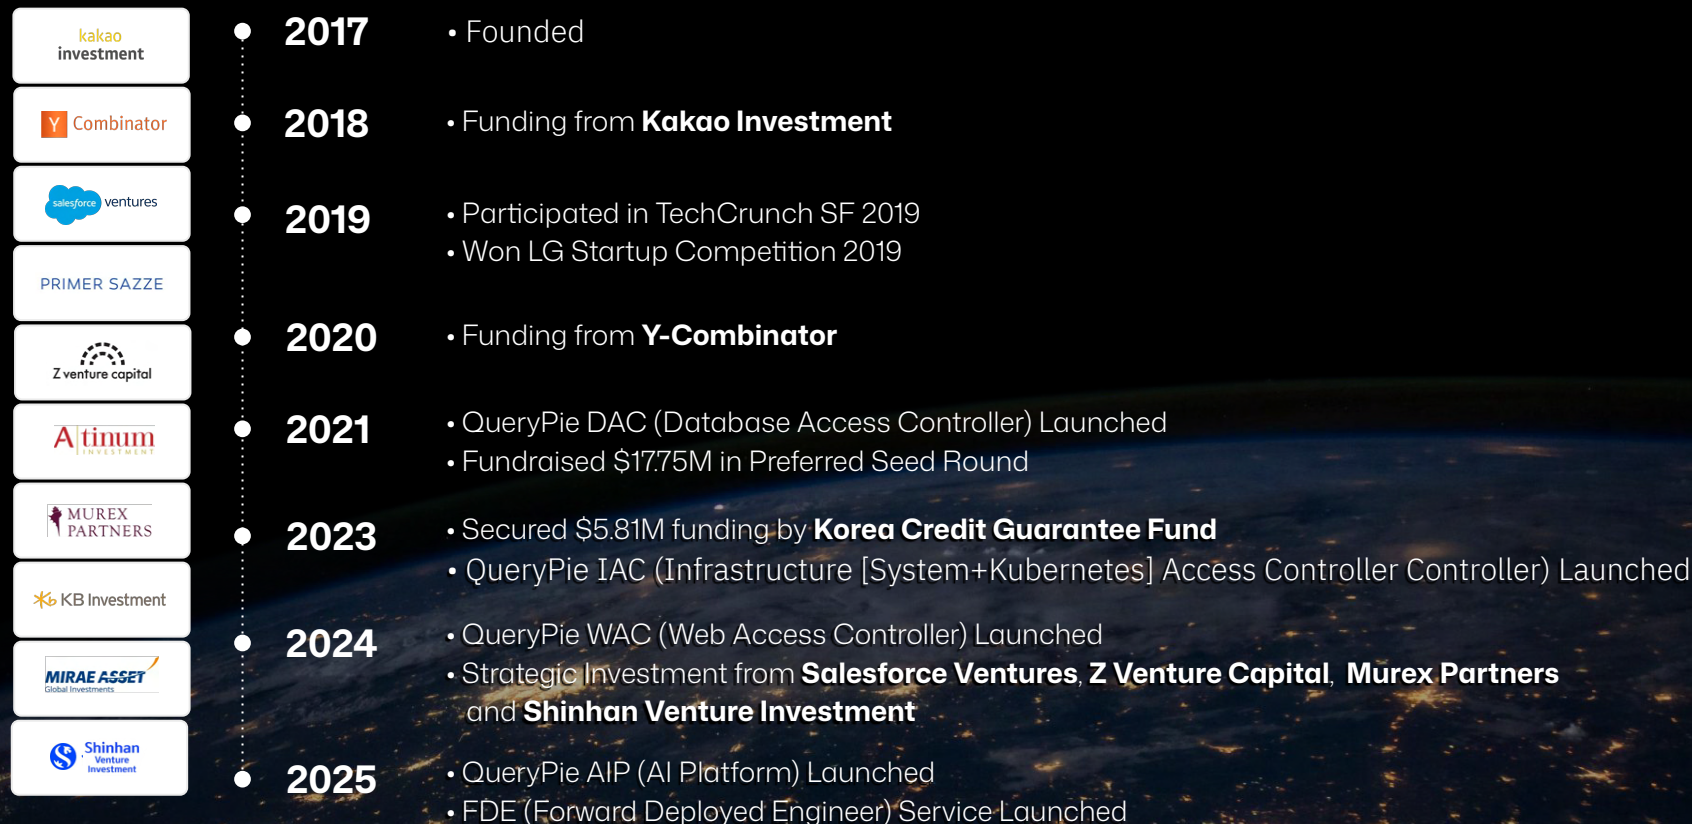 kakao
investment
Y Combinator
salesforce ventures
PRIMER SAZZE
Z venture capital
Atinum
INVESTMENT
MUREX
PARTNERS
KB Investment
MIRAE ASSET
Global Investments
Shinhan
Venture
Investment
2017
• Founded
2018
• Funding from Kakao Investment
2019
• Participated in TechCrunch SF 2019
• Won LG Startup Competition 2019
2020
• Funding from Y-Combinator
2021
• QueryPie DAC (Database Access Controller) Launched
• Fundraised $17.75M in Preferred Seed Round
2023
• Secured $5.81M funding by Korea Credit Guarantee Fund
• QueryPie IAC (Infrastructure [System+Kubernetes] Access Controller Controller) Launched
2024
• QueryPie WAC (Web Access Controller) Launched
• Strategic Investment from Salesforce Ventures, Z Venture Capital, Murex Partners
and Shinhan Venture Investment
2025
• QueryPie AIP (AI Platform) Launched
• FDE (Forward Deployed Engineer) Service Launched